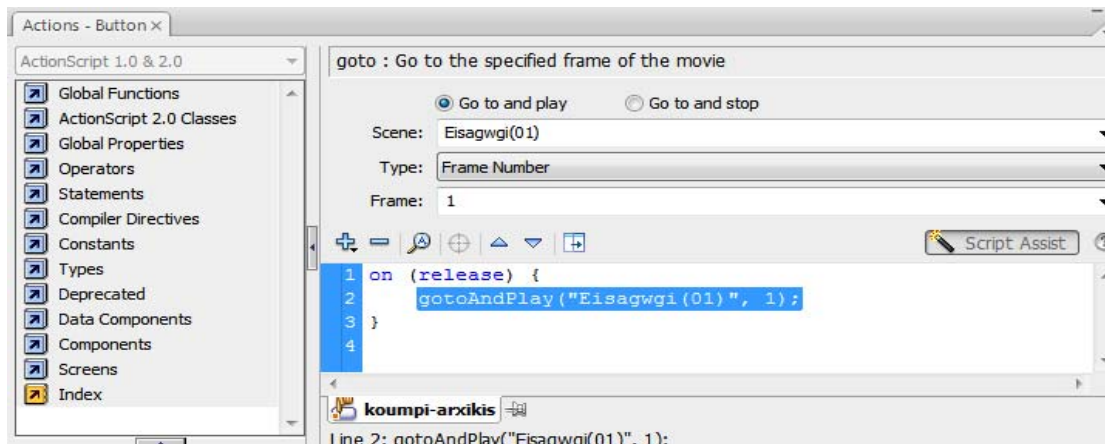 Actions - Button ×
ActionScript 1.0 & 2.0
Global Functions
ActionScript 2.0 Classes
Global Properties
Operators
Statements
Compiler Directives
Constants
Types
Deprecated
Data Components
Components
Screens
Index
goto : Go to the specified frame of the movie
Go to and play Go to and stop
Scene: Eisagwgi(01)
Type: Frame Number
Frame: 1
Script Assist
1 on (release) {
2 gotoAndPlay("Eisagwgi(01)", 1);
3 }
4
koumpi-arxikis
Line 2: gotoAndPlay("Eisagwgi(01)", 1);